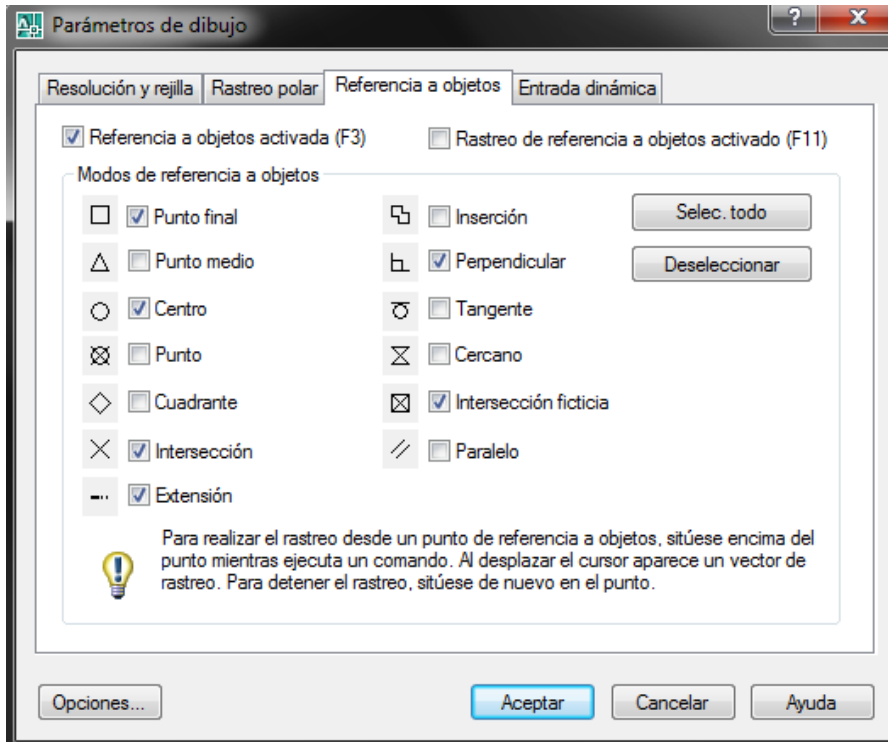 Parámetros de dibujo
?
X
Resolución y rejilla
Rastreo polar
Referencia a objetos
Entrada dinámica
Referencia a objetos activada (F3)
Rastreo de referencia a objetos activado (F11)
Modos de referencia a objetos
Punto final
Inserción
Selec. todo
Punto medio
Perpendicular
Deseleccionar
Centro
Tangente
Punto
Cercano
Cuadrante
Intersección ficticia
Intersección
Paralelo
Extensión
Para realizar el rastreo desde un punto de referencia a objetos, sitúese encima del
punto mientras ejecuta un comando. Al desplazar el cursor aparece un vector de
rastreo. Para detener el rastreo, sitúese de nuevo en el punto.
Opciones...
Aceptar
Cancelar
Ayuda